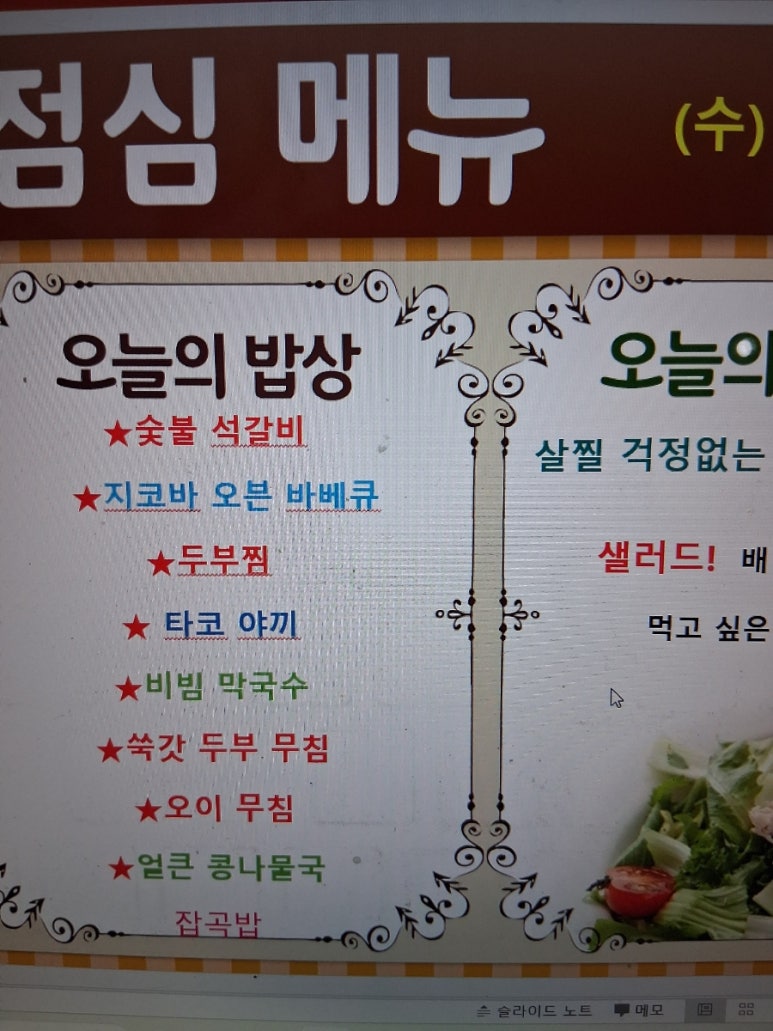 점심 메뉴
(수)
오늘의 밥상
★숯불 석갈비
★지코바 오븐 바베큐
★두부찜
★ 타코 야끼
★비빔 막국수
★쑥갓 두부 무침
★오이 무침
★얼큰 콩나물국
잡곡밥
오늘의
살찔 걱정없는
샐러드! 배
먹고 싶은
슬라이드 노트 메모